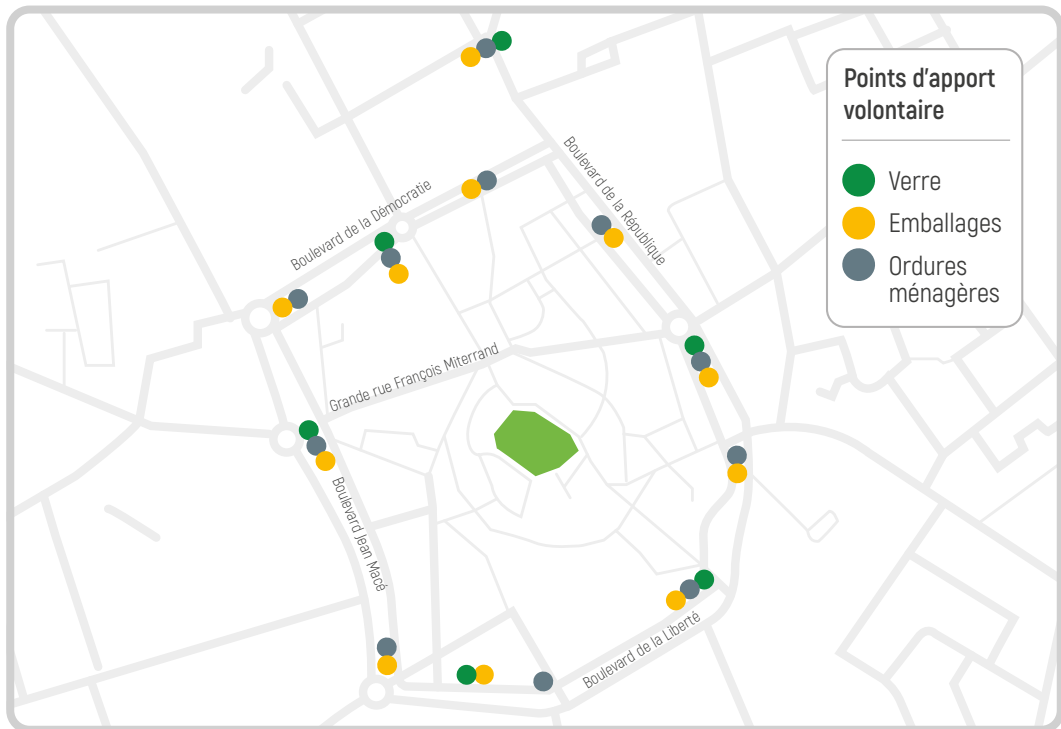 Points d'apport
volontaire
Verre
Emballages
Ordures
ménagères
Boulevard de la Démocratie
Boulevard de la République
Grande rue François Miterrand
Boulevard Jean Macé
Boulevard de la Liberté